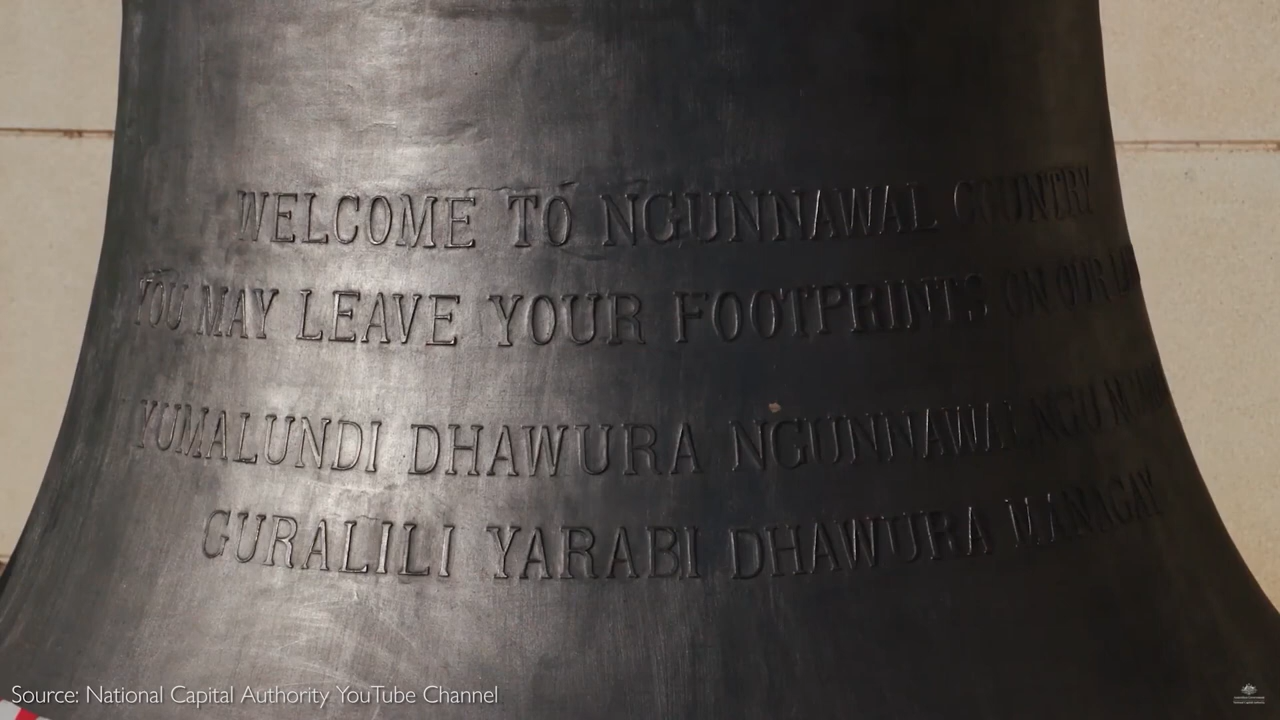 WELCOME TO NGUNNAWAL COUNTRY
YOU MAY LEAVE YOUR FOOTPRINTS ON OUR
YUMALUNDI DHAWURA NGUNNAWAL
GURALILI YARABI DHAWURA MANAGAY
Source: National Capital Authority YouTube Channel